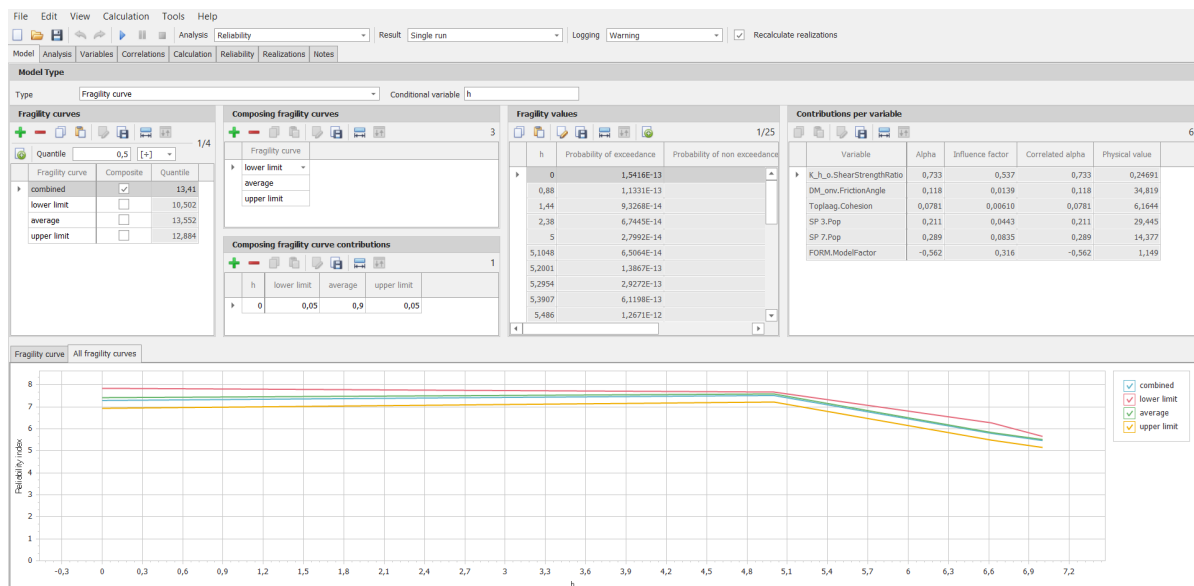 File Edit View Calculation Tools Help
Analysis Reliability Result Single run Logging Warning Recalculate realizations
Model Analysis Variables Correlations Calculation Reliability Realizations Notes
Model Type
Type Fragility curve Conditional variable h
Fragility curves
1/4
Quantile 0,5 [÷]
Fragility curve Composite Quantile
combined 13,41
lower limit 10,502
average 13,552
upper limit 12,884
Composing fragility curves
3
Fragility curve
lower limit
average
upper limit
Composing fragility curve contributions
1
h lower limit average upper limit
0 0,05 0,9 0,05
Fragility values
1/25
h Probability of exceedance Probability of non exceedance
0 1,5416E-13
0,88 1,1331E-13
1,44 9,3268E-14
2,38 6,7445E-14
5 2,7992E-14
5,1048 6,5064E-14
5,2001 1,3867E-13
5,2954 2,9272E-13
5,3907 6,1198E-13
5,486 1,2671E-12
Contributions per variable
6
Variable Alpha Influence factor Correlated alpha Physical value
K_h_o.ShearStrengthRatio 0,733 0,537 0,733 0,24691
DM_onv.FrictionAngle 0,118 0,0139 0,118 34,819
Toplaag.Cohesion 0,0781 0,00610 0,0781 6,1644
SP 3.Pop 0,211 0,0443 0,211 29,445
SP 7.Pop 0,289 0,0835 0,289 14,377
FORM.ModelFactor -0,562 0,316 -0,562 1,149
Fragility curve All fragility curves
Reliability index
8
7
6
5
4
3
2
1
0
-0,3 0 0,3 0,6 0,9 1,2 1,5 1,8 2,1 2,4 2,7 3 3,3 3,6 3,9 4,2 4,5 4,8 5,1 5,4 5,7 6 6,3 6,6 6,9 7,2
h
combined
lower limit
average
upper limit